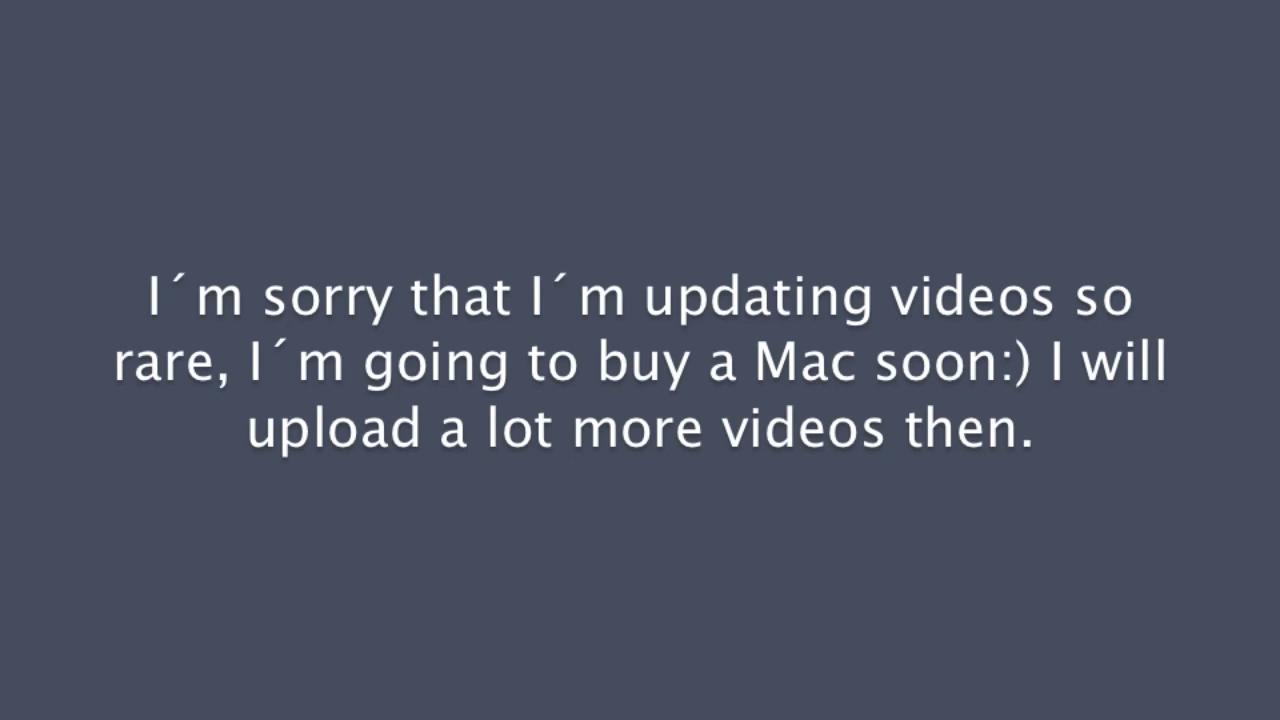 I´m sorry that I´m updating videos so
rare, I´m going to buy a Mac soon:) I will
upload a lot more videos then.